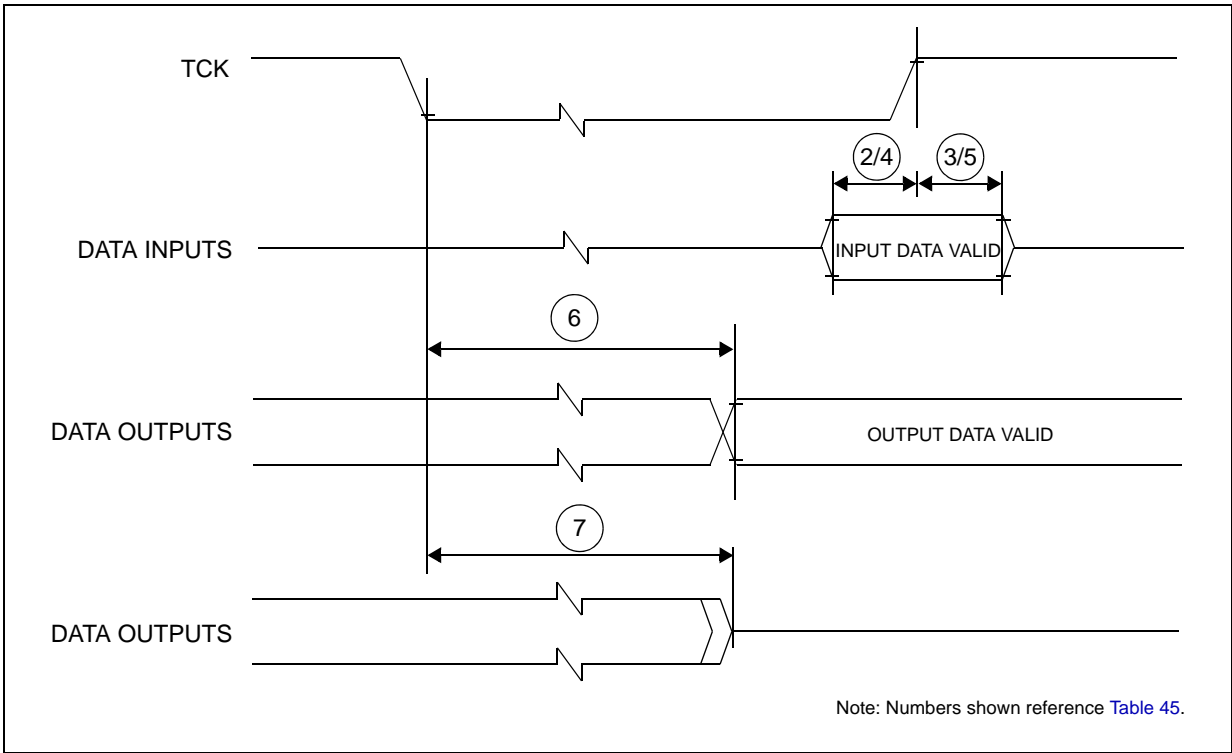 TCK
2/4
3/5
DATA INPUTS
INPUT DATA VALID
6
DATA OUTPUTS
OUTPUT DATA VALID
7
DATA OUTPUTS
Note: Numbers shown reference Table 45.